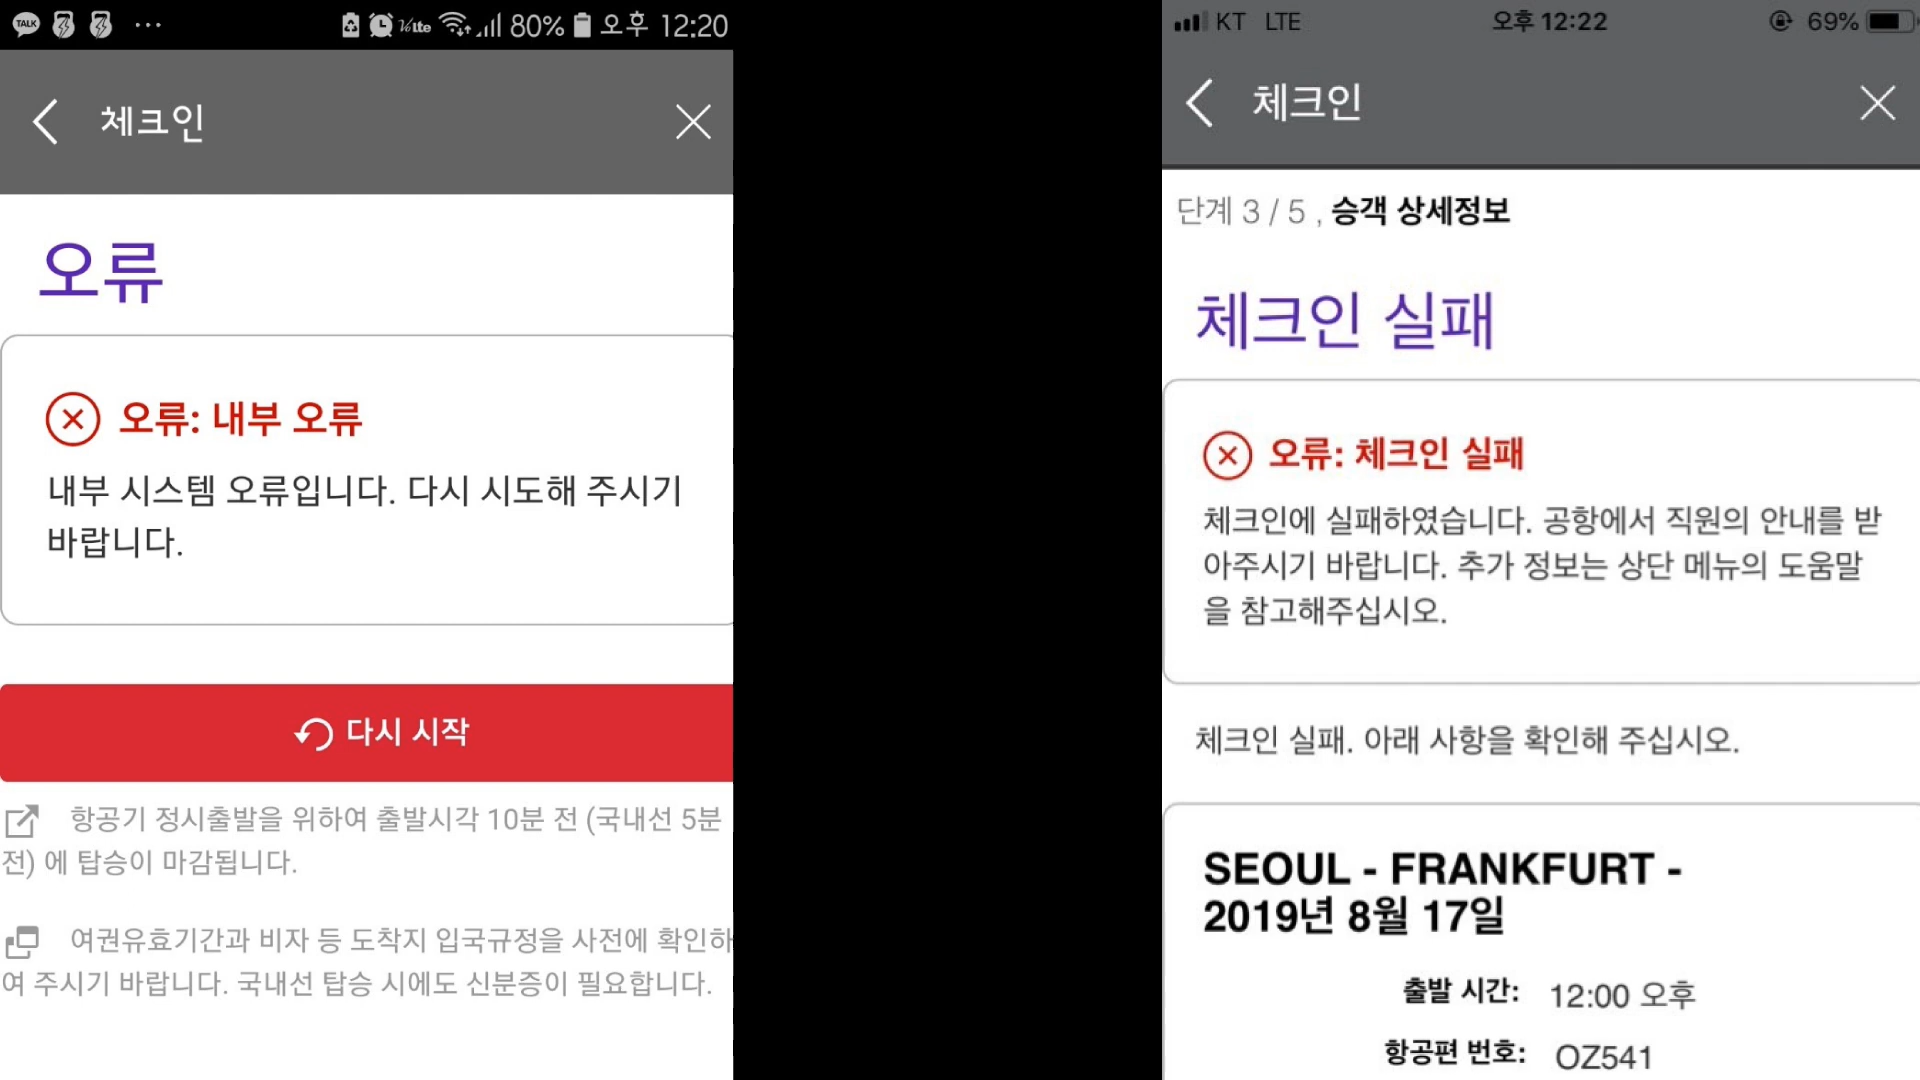 TALK ··· VoLTE 80% 오후 12:20
체크인
오류
오류: 내부 오류
내부 시스템 오류입니다. 다시 시도해 주시기
바랍니다.
다시 시작
항공기 정시출발을 위하여 출발시각 10분 전 (국내선 5분
전) 에 탑승이 마감됩니다.
여권유효기간과 비자 등 도착지 입국규정을 사전에 확인하
여 주시기 바랍니다. 국내선 탑승 시에도 신분증이 필요합니다.
KT LTE 오후 12:22 69%
체크인
단계 3 / 5 , 승객 상세정보
체크인 실패
오류: 체크인 실패
체크인에 실패하였습니다. 공항에서 직원의 안내를 받
아주시기 바랍니다. 추가 정보는 상단 메뉴의 도움말
을 참고해주십시오.
체크인 실패. 아래 사항을 확인해 주십시오.
SEOUL - FRANKFURT -
2019년 8월 17일
출발 시간: 12:00 오후
항공편 번호: OZ541